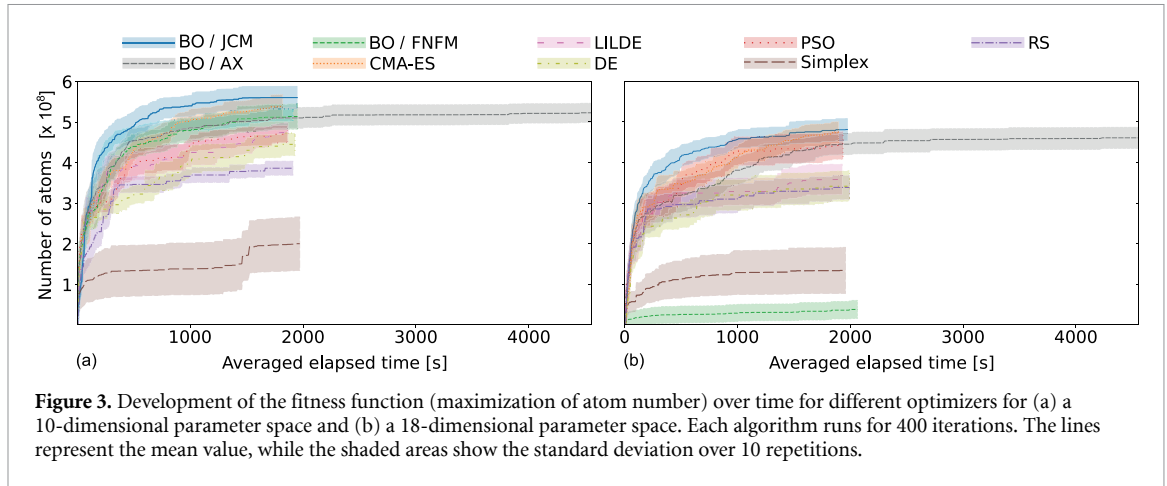 BO / JCM BO / FNFM LILDE PSO RS
BO / AX CMA-ES DE Simplex
Number of atoms [x 10⁸]
6
5
4
3
2
1
1000 2000 3000 4000
(a)
Averaged elapsed time [s]
0 1000 2000 3000 4000
(b)
Averaged elapsed time [s]
Figure 3. Development of the fitness function (maximization of atom number) over time for different optimizers for (a) a
10-dimensional parameter space and (b) a 18-dimensional parameter space. Each algorithm runs for 400 iterations. The lines
represent the mean value, while the shaded areas show the standard deviation over 10 repetitions.